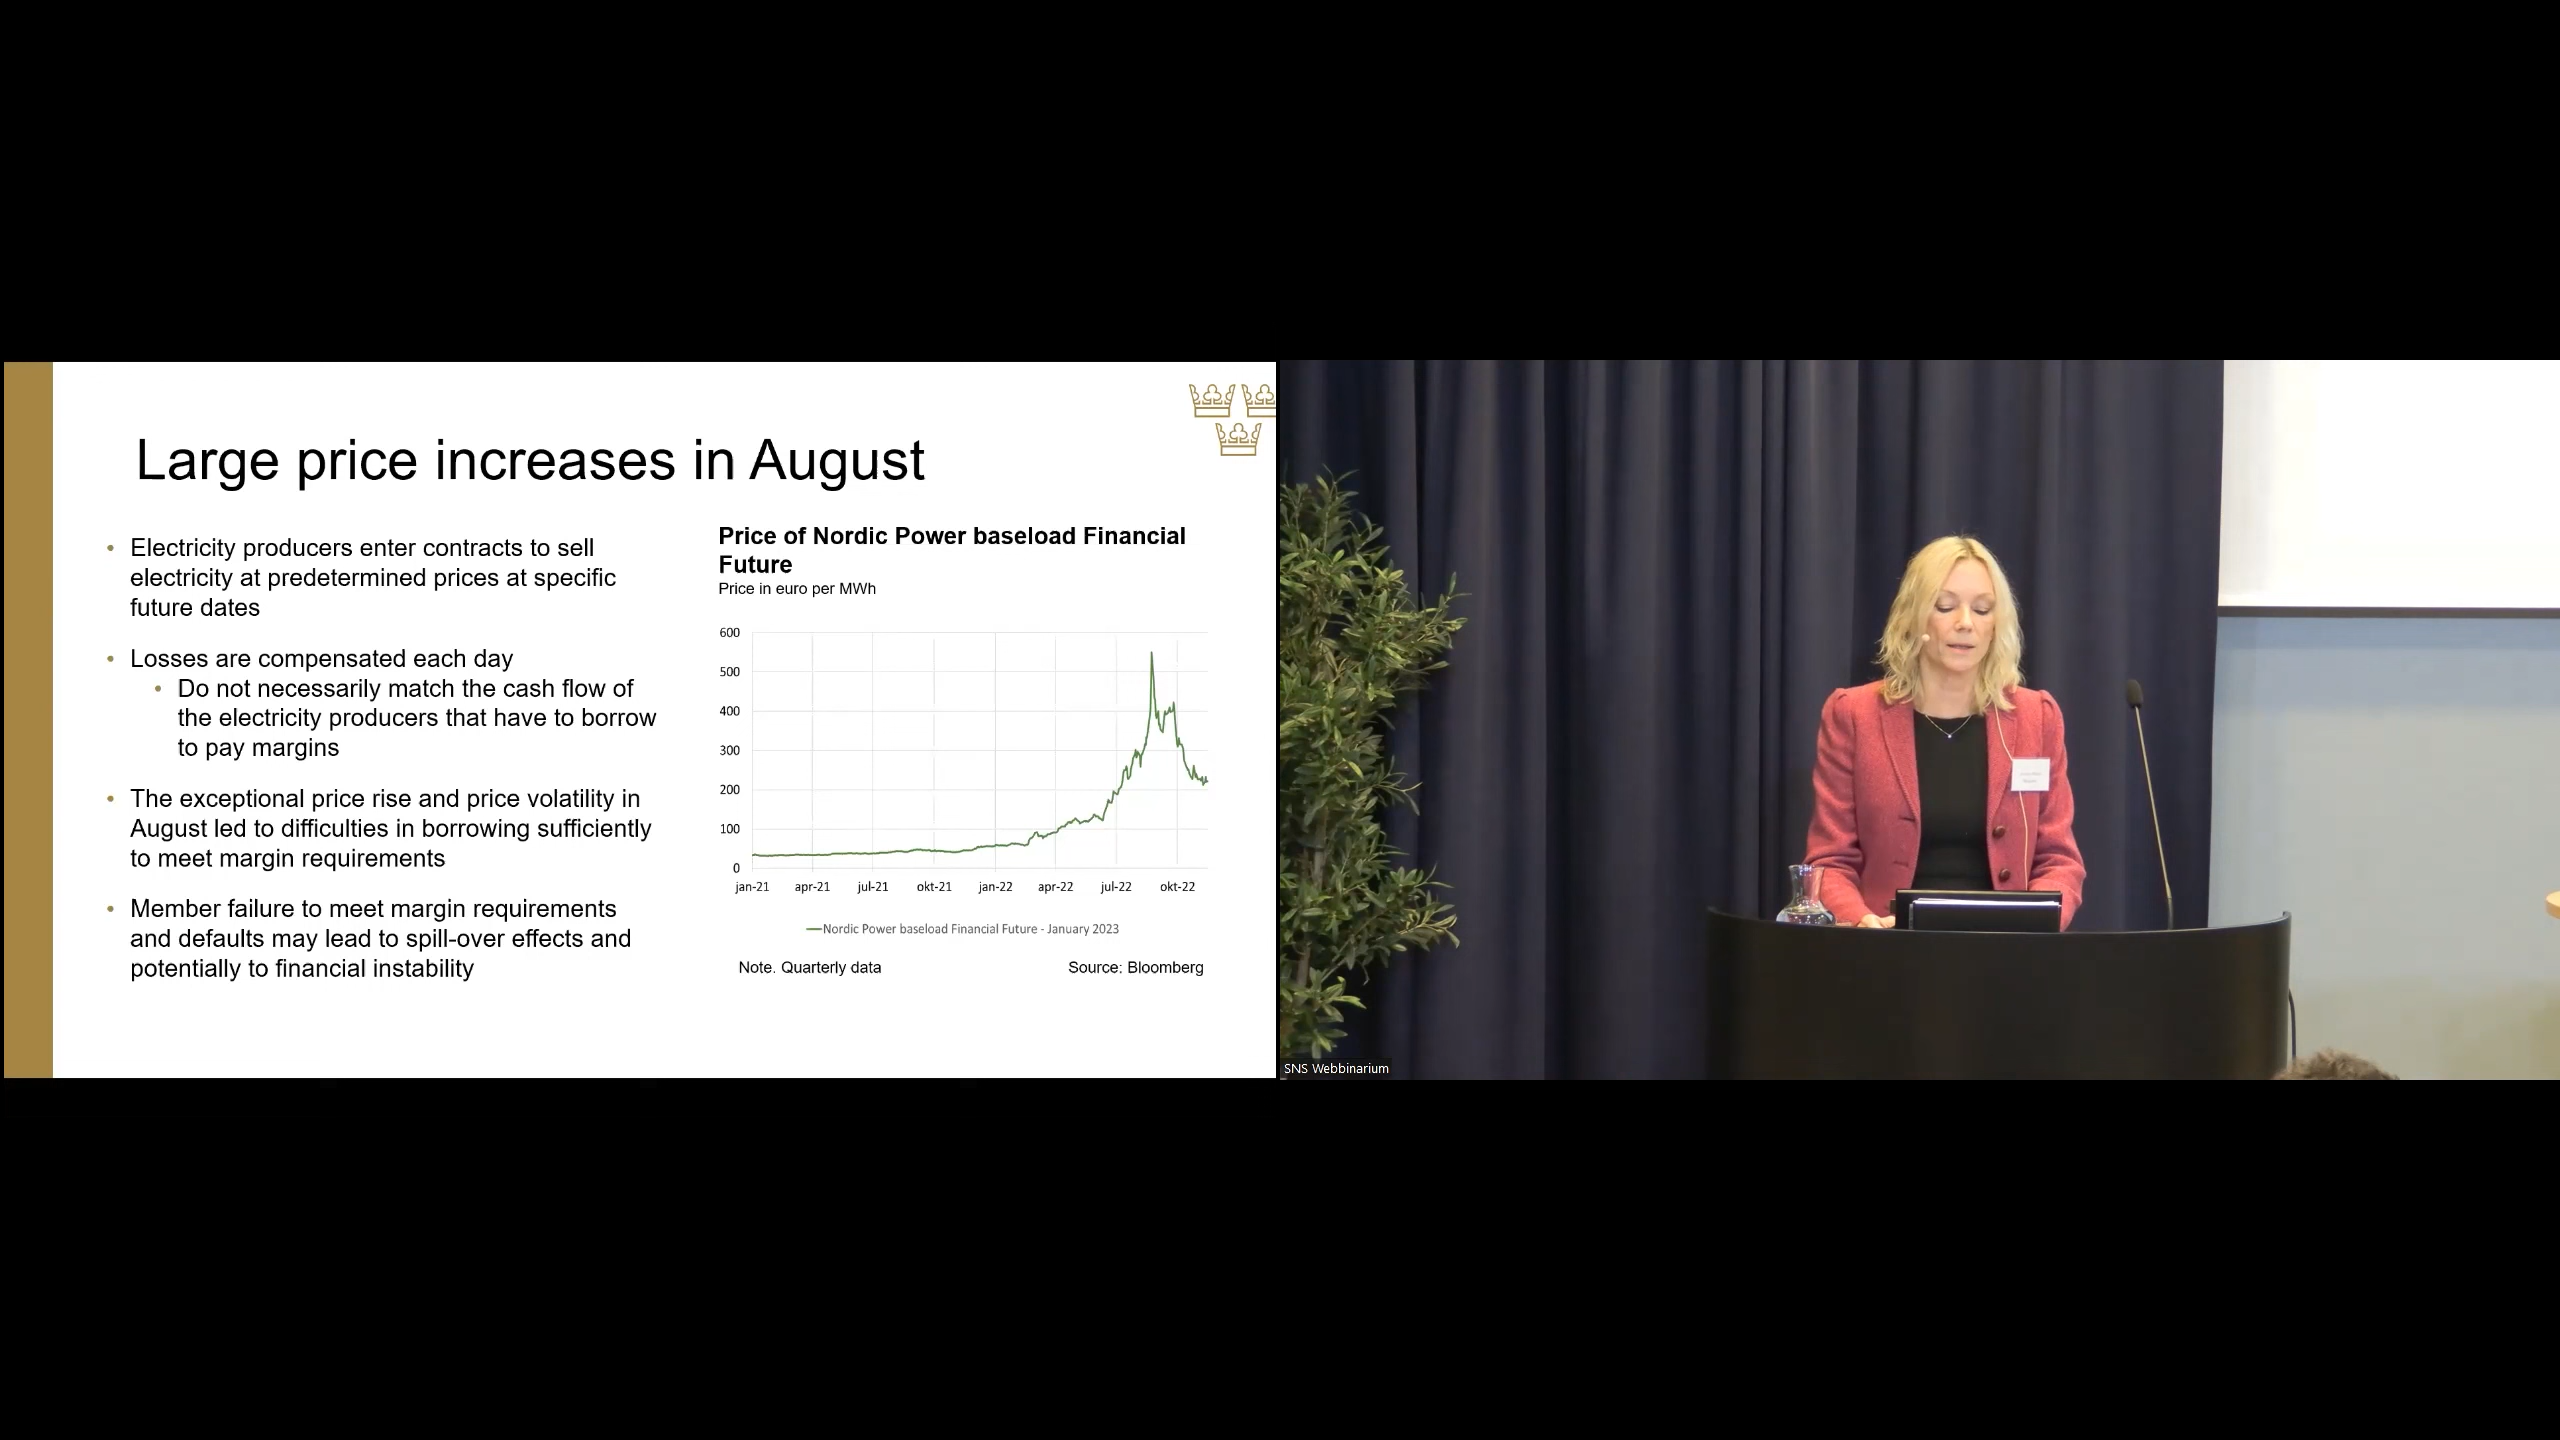 Large price increases in August
• Electricity producers enter contracts to sell
electricity at predetermined prices at specific
future dates
• Losses are compensated each day
• Do not necessarily match the cash flow of
the electricity producers that have to borrow
to pay margins
• The exceptional price rise and price volatility in
August led to difficulties in borrowing sufficiently
to meet margin requirements
• Member failure to meet margin requirements
and defaults may lead to spill-over effects and
potentially to financial instability
Price of Nordic Power baseload Financial
Future
Price in euro per MWh
600
500
400
300
200
100
0
jan-21 apr-21 jul-21 okt-21 jan-22 apr-22 jul-22 okt-22
Nordic Power baseload Financial Future - January 2023
Note. Quarterly data Source: Bloomberg
SNS Webbinarium